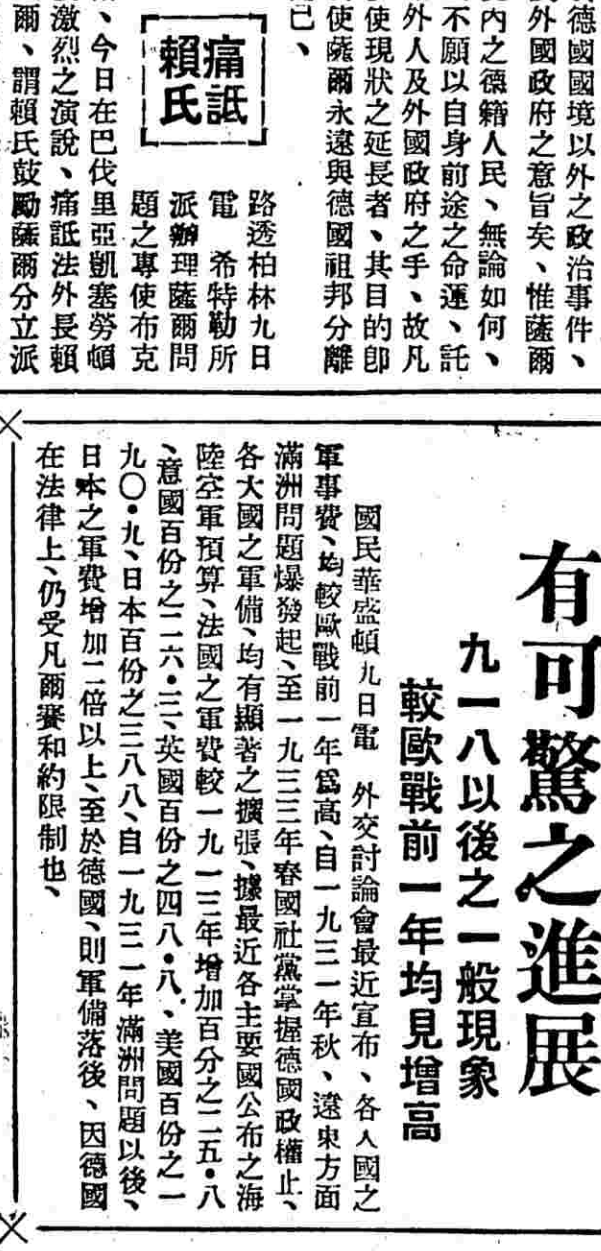 德國國境以外之政治事件、
外國政府之意旨矣、惟薩爾
內之德籍人民、無論如何、
不願以自身前途之命運、託
外人及外國政府之手、故凡
使現狀之延長者、其目的卽
使薩爾永遠與德國祖邦分離
已、
痛詆
賴氏
路透柏林九日
電　希特勒所
派辦理薩爾問
題之專使布克
、今日在巴伐里亞凱塞勞頓
激烈之演說、痛詆法外長賴
爾、謂賴氏鼓勵薩爾分立派
有可驚之進展
九一八以後之一般現象
較歐戰前一年均見增高
國民華盛頓九日電　外交討論會最近宣布、各大國之
軍事費、均較歐戰前一年爲高、自一九三一年秋、遠東方面
滿洲問題爆發起、至一九三三年春國社黨掌握德國政權止、
各大國之軍備、均有顯著之擴張、據最近各主要國公布之海
陸空軍預算、法國之軍費較一九一三年增加百分之二五•八
、意國百份之二六•三、英國百份之四八•八、美國百份之一
九〇•九、日本百份之三八八、自一九三一年滿洲問題以後、
日本之軍費增加二倍以上、至於德國、則軍備落後、因德國
在法律上、仍受凡爾賽和約限制也、